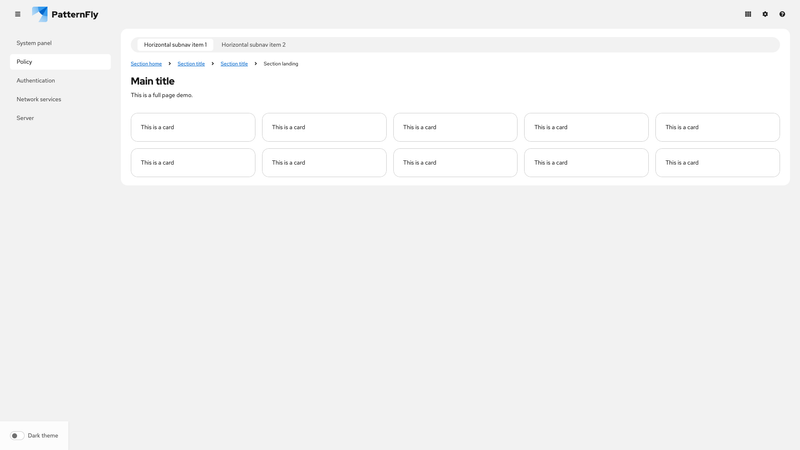 PatternFly
System panel
Policy
Authentication
Network services
Server
Horizontal subnav item 1 Horizontal subnav item 2
Section home Section title Section title Section landing
Main title
This is a full page demo.
This is a card This is a card This is a card This is a card This is a card
This is a card This is a card This is a card This is a card This is a card
Dark theme